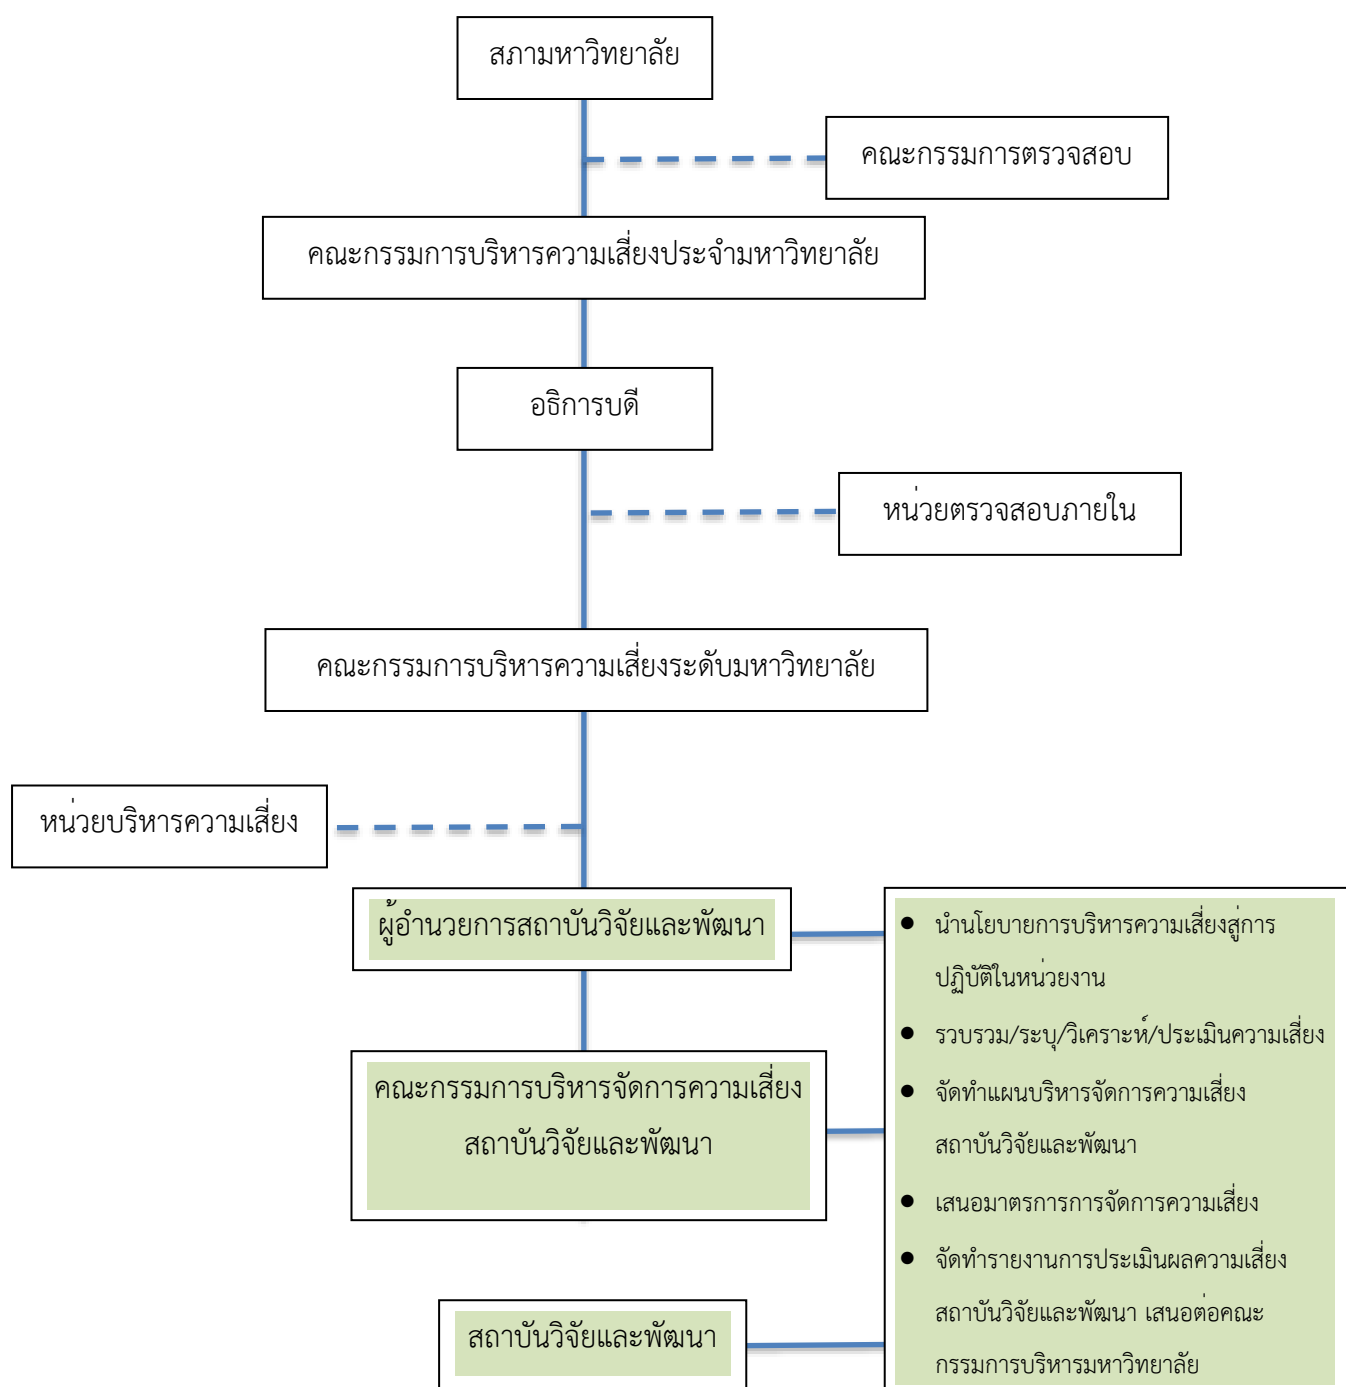 สภามหาวิทยาลัย
คณะกรรมการตรวจสอบ
คณะกรรมการบริหารความเสี่ยงประจำมหาวิทยาลัย
อธิการบดี
หน่วยตรวจสอบภายใน
คณะกรรมการบริหารความเสี่ยงระดับมหาวิทยาลัย
หน่วยบริหารความเสี่ยง
ผู้อำนวยการสถาบันวิจัยและพัฒนา
คณะกรรมการบริหารจัดการความเสี่ยง
สถาบันวิจัยและพัฒนา
สถาบันวิจัยและพัฒนา
● นำนโยบายการบริหารความเสี่ยงสู่การ
ปฏิบัติในหน่วยงาน
● รวบรวม/ระบุ/วิเคราะห์/ประเมินความเสี่ยง
● จัดทำแผนบริหารจัดการความเสี่ยง
สถาบันวิจัยและพัฒนา
● เสนอมาตรการการจัดการความเสี่ยง
● จัดทำรายงานการประเมินผลความเสี่ยง
สถาบันวิจัยและพัฒนา เสนอต่อคณะ
กรรมการบริหารมหาวิทยาลัย